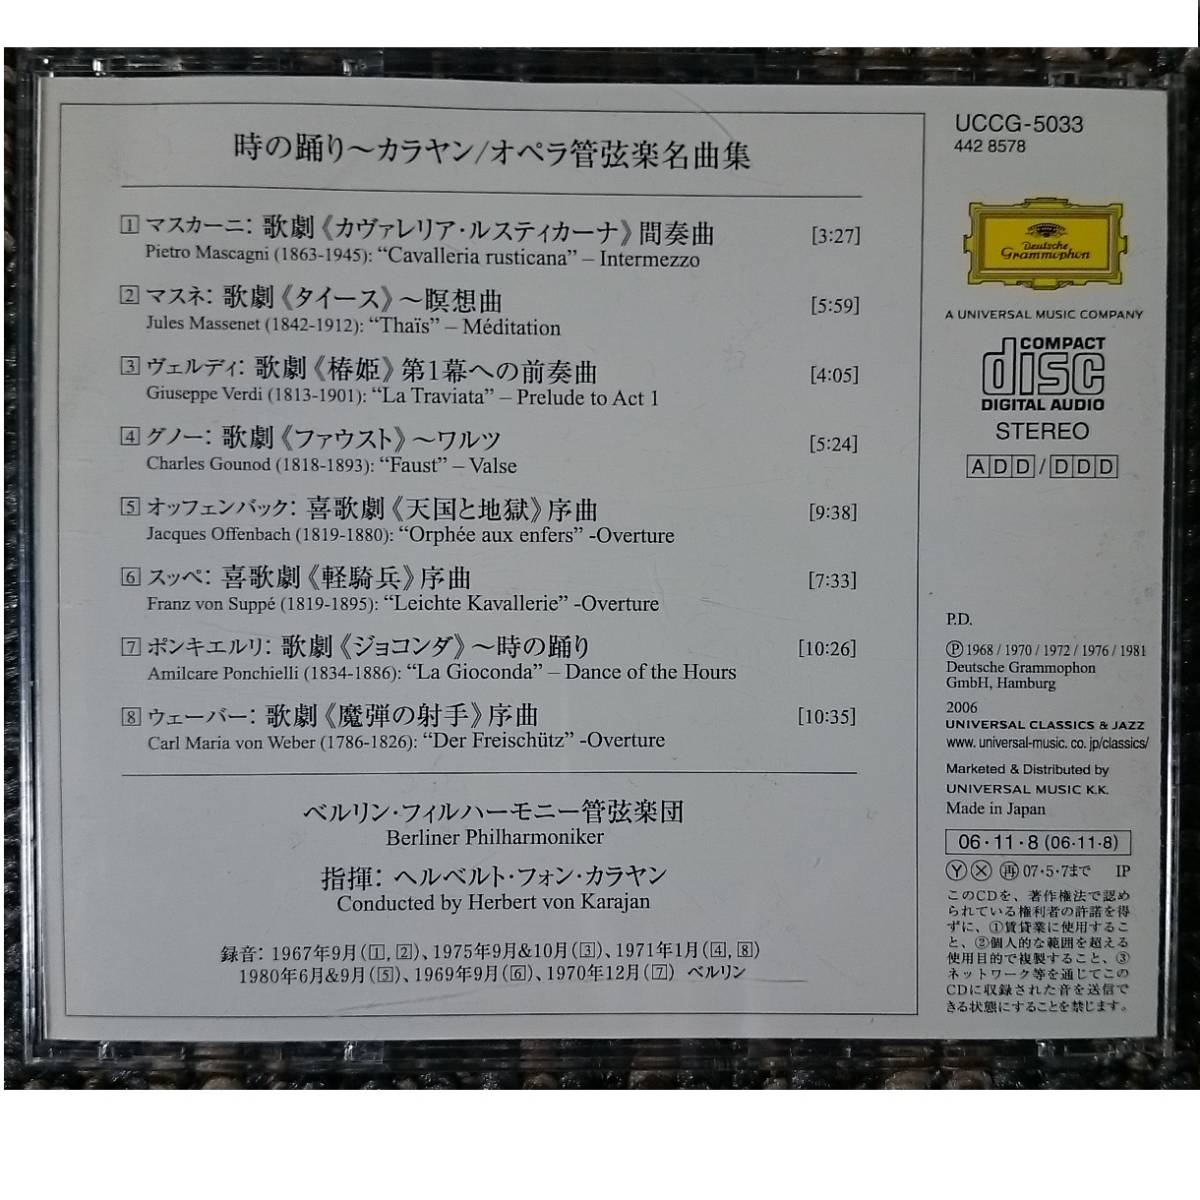 時の踊り～カラヤン/オペラ管弦楽名曲集
1 マスカーニ: 歌劇《カヴァレリア・ルスティカーナ》間奏曲 [3:27]
Pietro Mascagni (1863-1945): “Cavalleria rusticana” – Intermezzo
2 マスネ: 歌劇《タイース》～瞑想曲 [5:59]
Jules Massenet (1842-1912): “Thaïs” – Méditation
3 ヴェルディ: 歌劇《椿姫》第1幕への前奏曲 [4:05]
Giuseppe Verdi (1813-1901): “La Traviata” – Prelude to Act 1
4 グノー: 歌劇《ファウスト》～ワルツ [5:24]
Charles Gounod (1818-1893): “Faust” – Valse
5 オッフェンバック: 喜歌劇《天国と地獄》序曲 [9:38]
Jacques Offenbach (1819-1880): “Orphée aux enfers” -Overture
6 スッペ: 喜歌劇《軽騎兵》序曲 [7:33]
Franz von Suppé (1819-1895): “Leichte Kavallerie” -Overture
7 ポンキエルリ: 歌劇《ジョコンダ》～時の踊り [10:26]
Amilcare Ponchielli (1834-1886): “La Gioconda” – Dance of the Hours
8 ウェーバー: 歌劇《魔弾の射手》序曲 [10:35]
Carl Maria von Weber (1786-1826): “Der Freischütz” -Overture
ベルリン・フィルハーモニー管弦楽団
Berliner Philharmoniker
指揮: ヘルベルト・フォン・カラヤン
Conducted by Herbert von Karajan
録音: 1967年9月(1, 2)、1975年9月&10月(3)、1971年1月(4, 8)
1980年6月&9月(5)、1969年9月(6)、1970年12月(7) ベルリン
UCCG-5033
442 8578
Deutsche
Grammophon
A UNIVERSAL MUSIC COMPANY
COMPACT
disc
DIGITAL AUDIO
STEREO
ADD/DDD
P.D.
Ⓟ 1968 / 1970 / 1972 / 1976 / 1981
Deutsche Grammophon
GmbH, Hamburg
2006
UNIVERSAL CLASSICS & JAZZ
www. universal-music. co. jp/classics/
Marketed & Distributed by
UNIVERSAL MUSIC K.K.
Made in Japan
06・11・8 (06・11・8)
Ⓨ Ⓧ 再 07・5・7まで IP
このCDを、著作権法で認め
られている権利者の許諾を得
ずに、①賃貸業に使用するこ
と、②個人的な範囲を超える
使用目的で複製すること、③
ネットワーク等を通じてこの
CDに収録された音を送信で
きる状態にすることを禁じます。